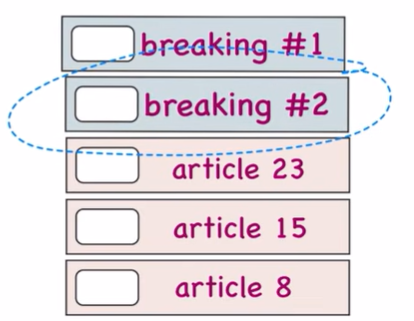 breaking #1
breaking #2
article 23
article 15
article 8